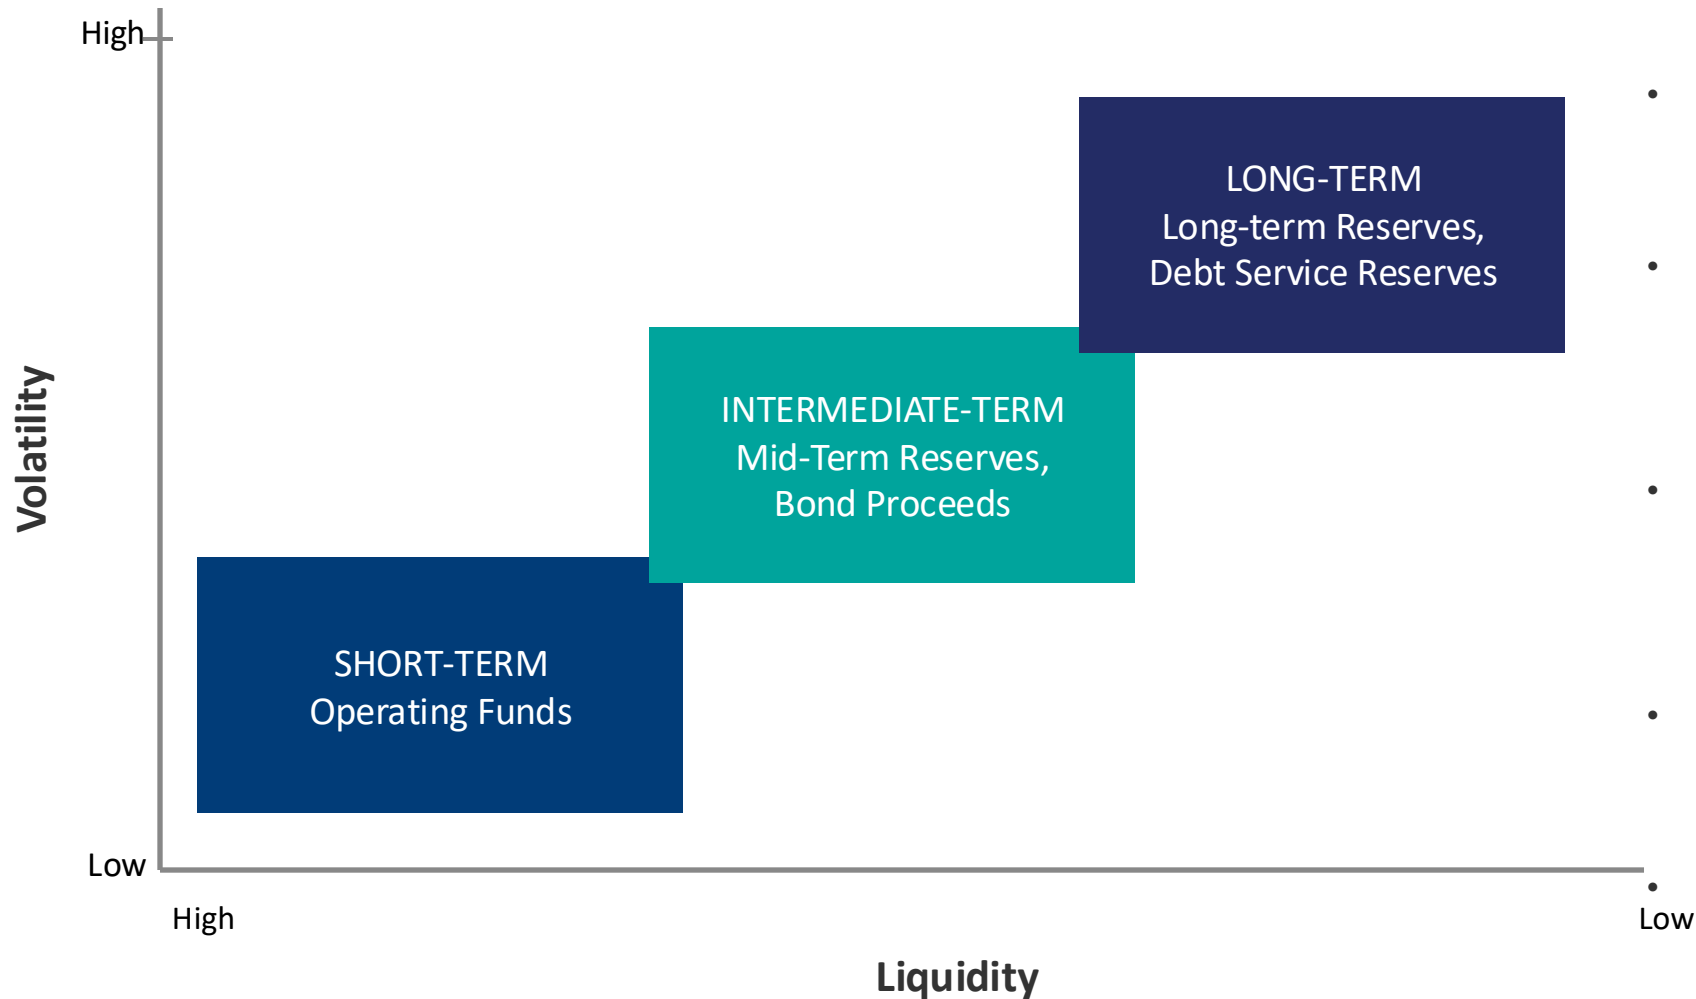 High
LONG-TERM
Long-term Reserves,
Debt Service Reserves
INTERMEDIATE-TERM
Mid-Term Reserves,
Bond Proceeds
Volatility
SHORT-TERM
Operating Funds
Low
High
Low
Liquidity